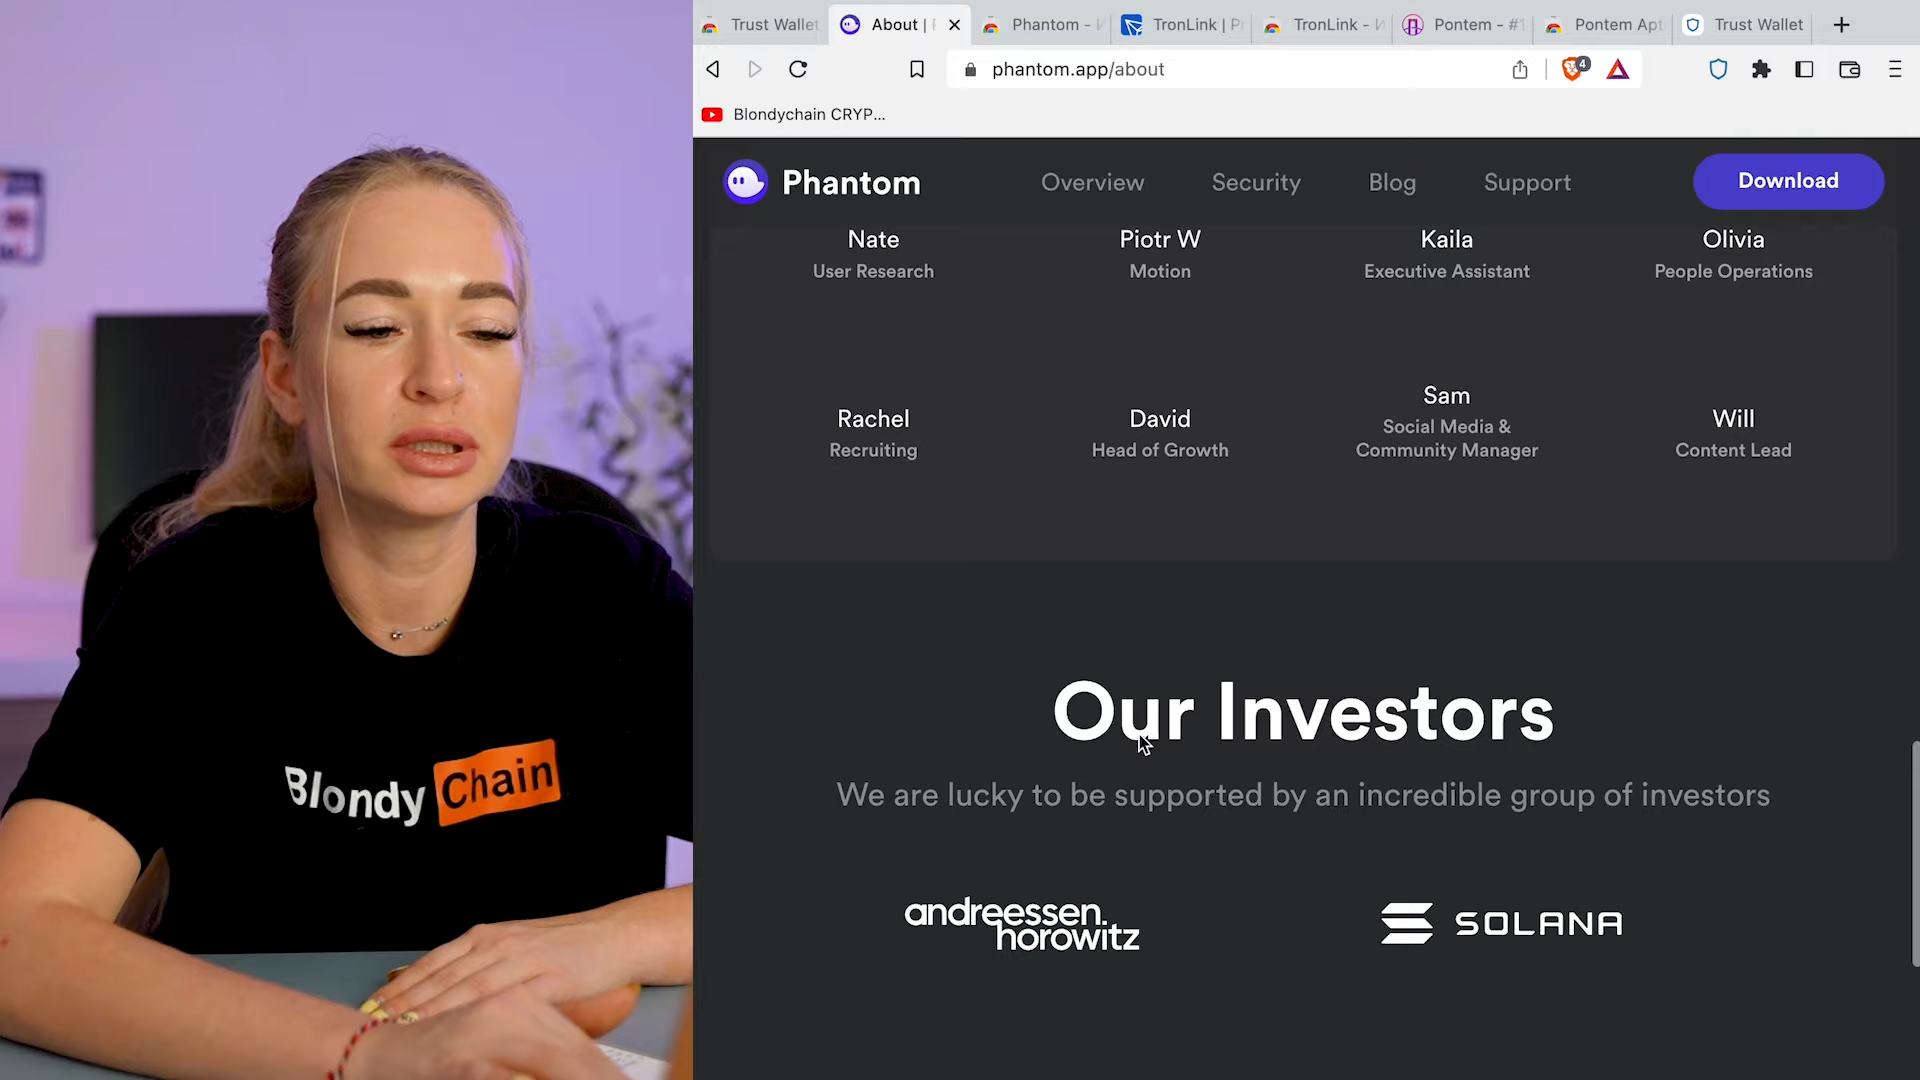 Trust Wallet
About |
Phantom -
TronLink | P
TronLink -
Pontem - #1
Pontem Apt
Trust Wallet
phantom.app/about
4
Blondychain CRYP...
Phantom
Overview
Security
Blog
Support
Download
Nate
User Research
Piotr W
Motion
Kaila
Executive Assistant
Olivia
People Operations
Rachel
Recruiting
David
Head of Growth
Sam
Social Media &
Community Manager
Will
Content Lead
Our Investors
We are lucky to be supported by an incredible group of investors
andreessen.
horowitz
SOLANA
Blondy Chain